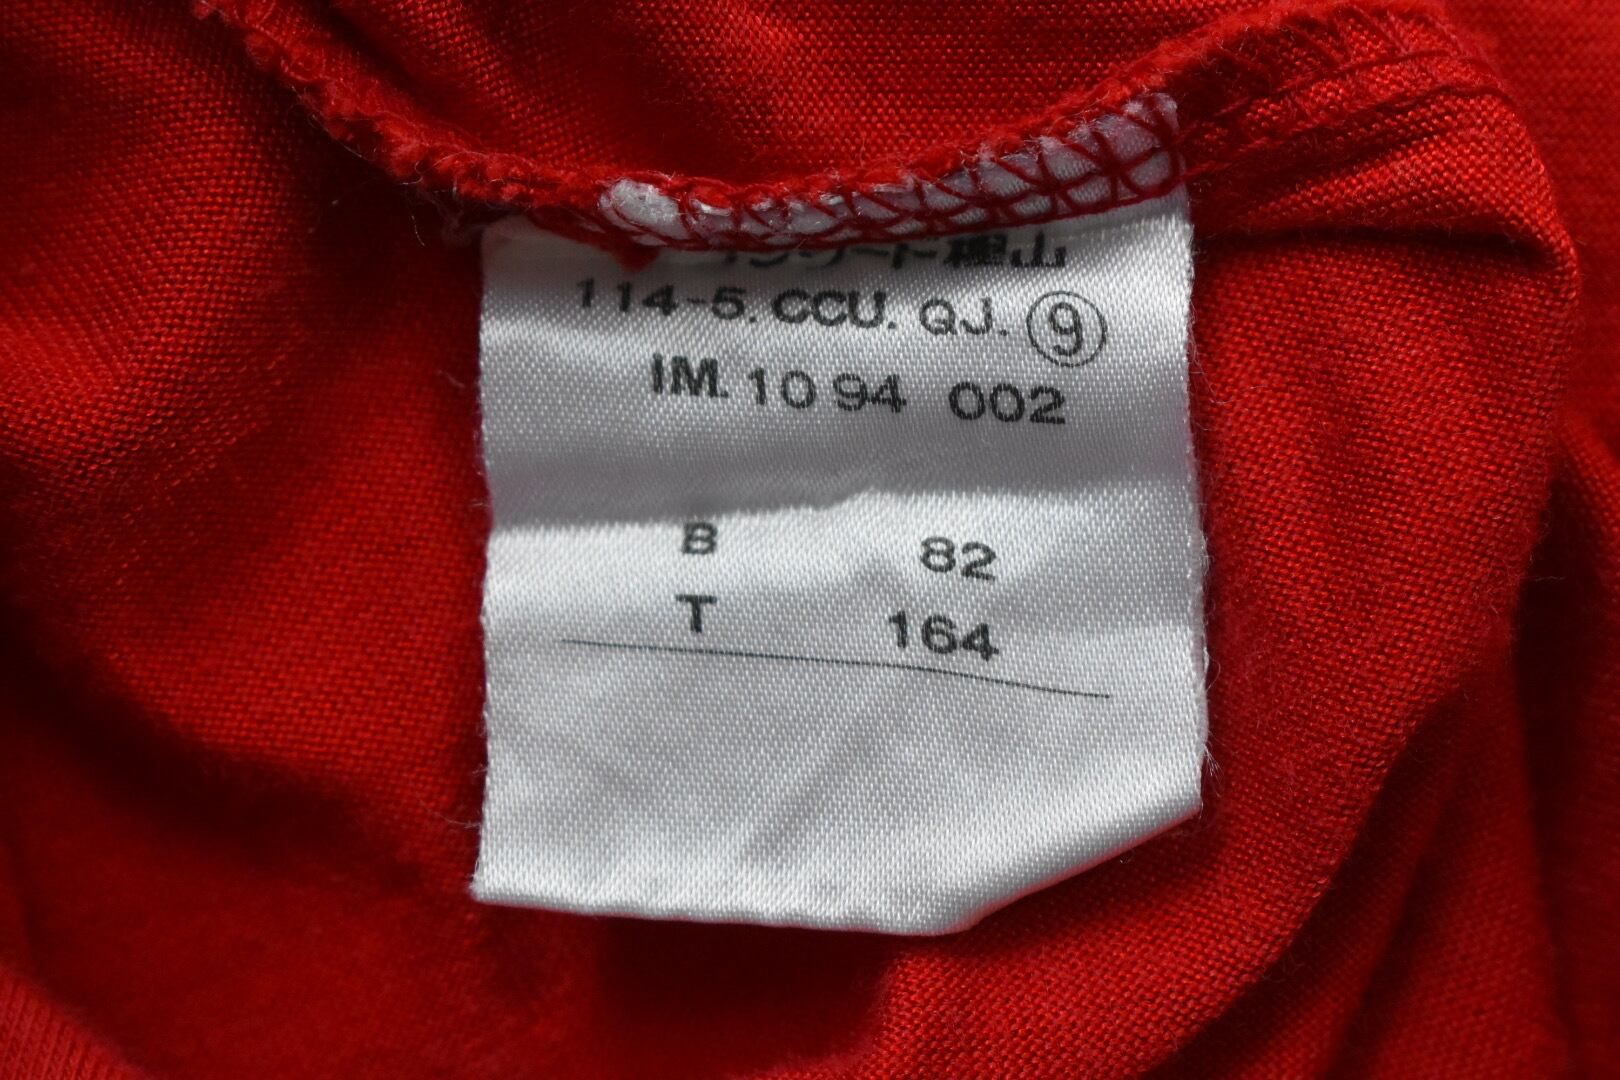 114-5. CCU. QJ. ⑨
IM. 10 94 002
B 82
T 164